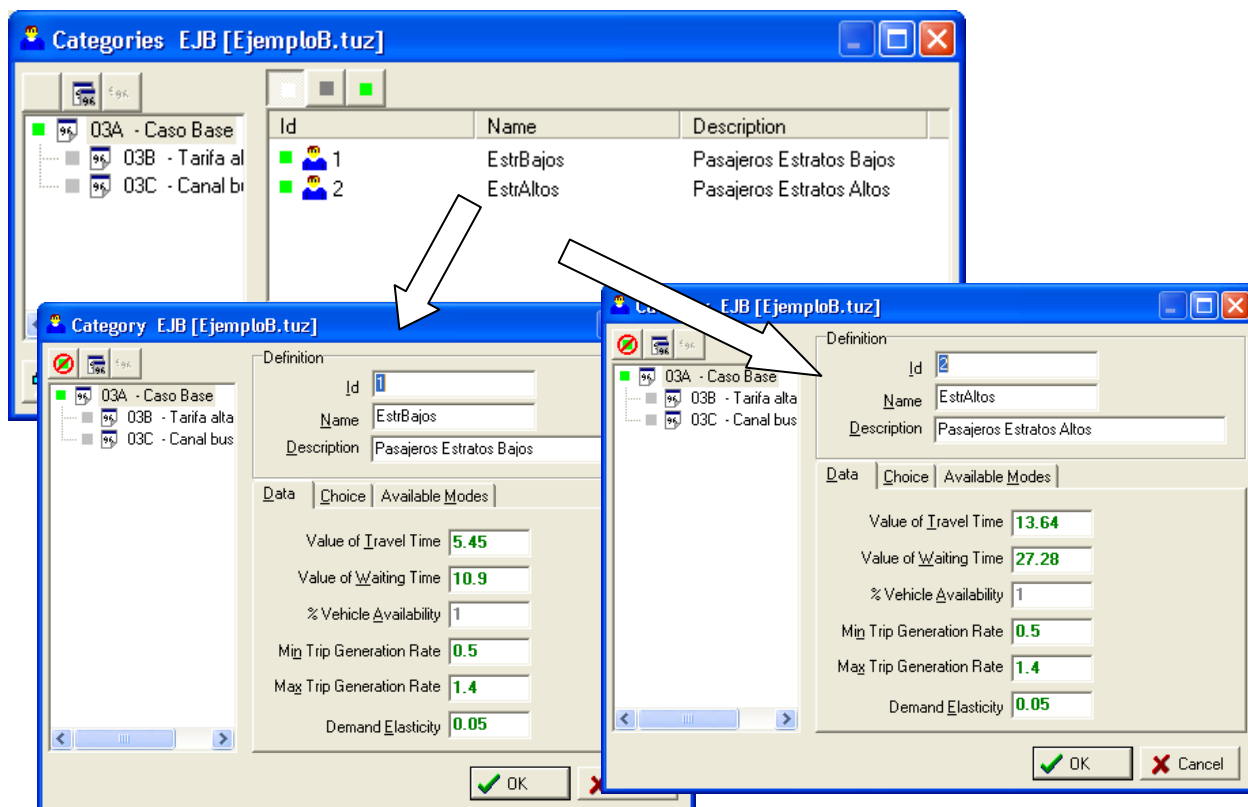 Categories EJB [EjemploB.tuz]
03A - Caso Base
03B - Tarifa al
03C - Canal bu
Id Name Description
1 EstrBajos Pasajeros Estratos Bajos
2 EstrAltos Pasajeros Estratos Altos
Category EJB [EjemploB.tuz]
03A - Caso Base
03B - Tarifa alta
03C - Canal bus
Definition
Id 1
Name EstrBajos
Description Pasajeros Estratos Bajos
Data Choice Available Modes
Value of Travel Time 5.45
Value of Waiting Time 10.9
% Vehicle Availability 1
Min Trip Generation Rate 0.5
Max Trip Generation Rate 1.4
Demand Elasticity 0.05
OK
EJB [EjemploB.tuz]
03A - Caso Base
03B - Tarifa alta
03C - Canal bus
Definition
Id 2
Name EstrAltos
Description Pasajeros Estratos Altos
Data Choice Available Modes
Value of Travel Time 13.64
Value of Waiting Time 27.28
% Vehicle Availability 1
Min Trip Generation Rate 0.5
Max Trip Generation Rate 1.4
Demand Elasticity 0.05
OK Cancel